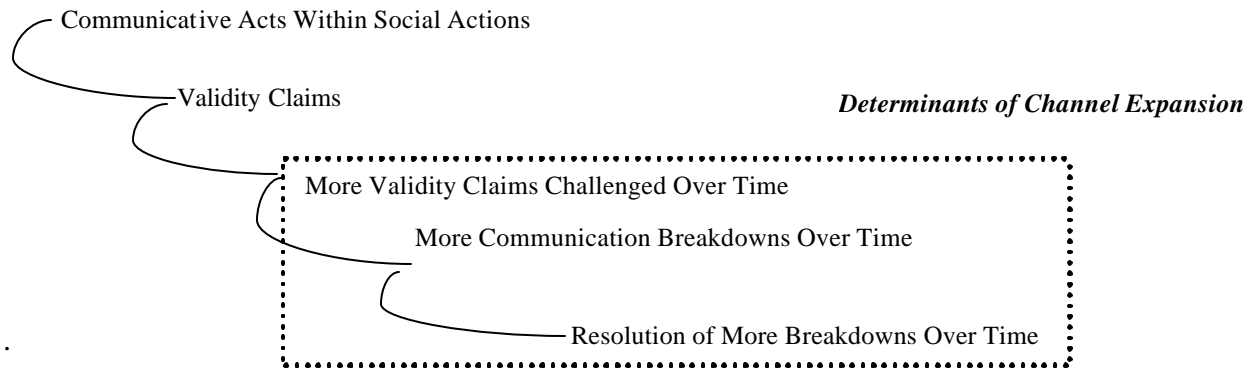 Communicative Acts Within Social Actions
Validity Claims
Determinants of Channel Expansion
More Validity Claims Challenged Over Time
More Communication Breakdowns Over Time
Resolution of More Breakdowns Over Time
.